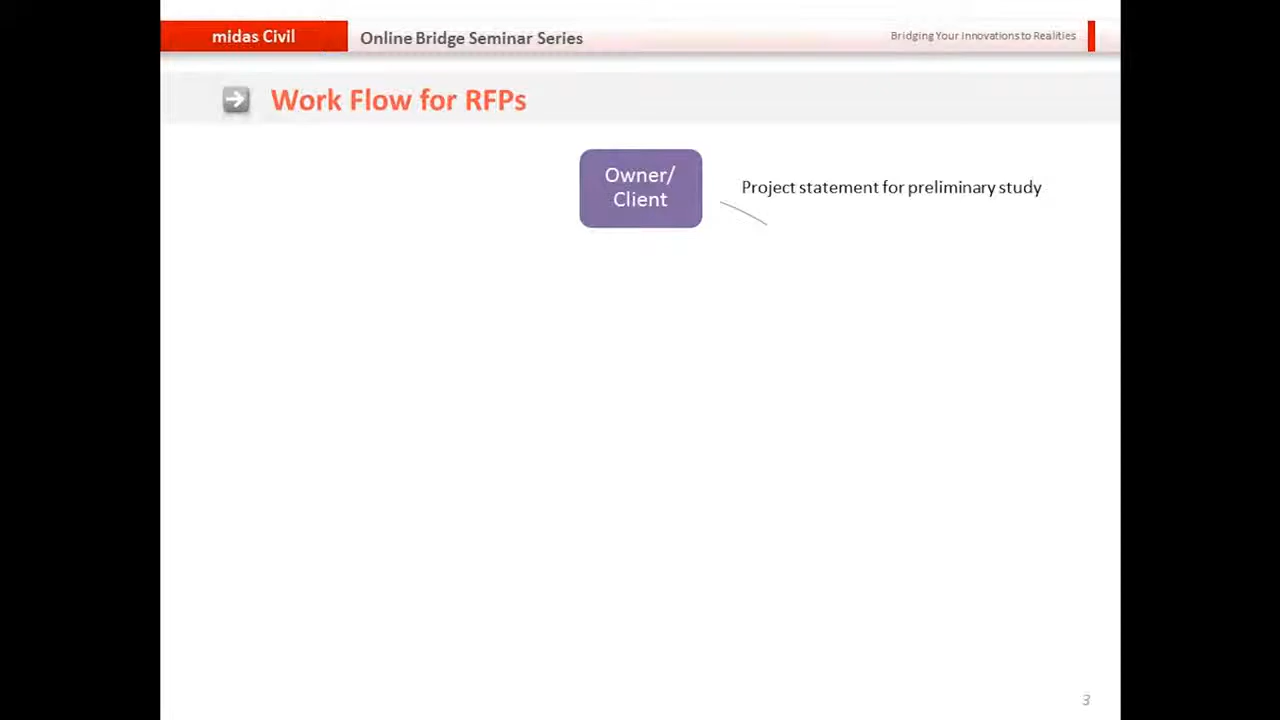 midas Civil
Online Bridge Seminar Series
Bridging Your Innovations to Realities
Work Flow for RFPs
Owner/
Client
Project statement for preliminary study
3